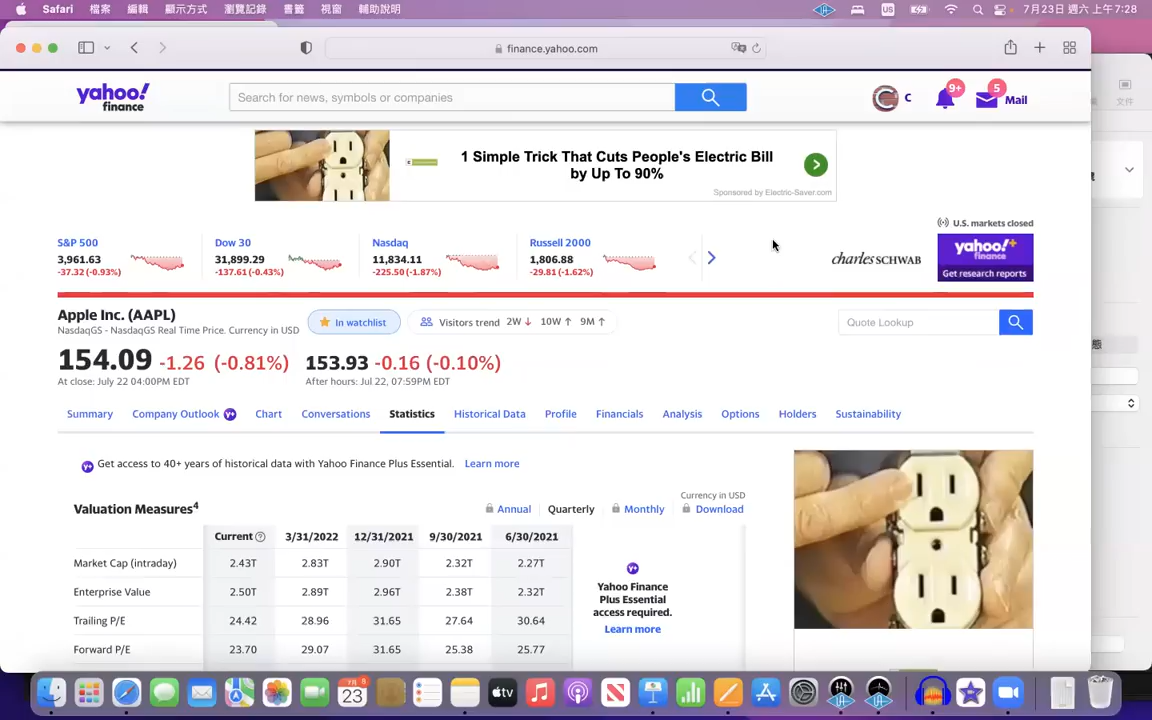 Safari 檔案 編輯 顯示方式 瀏覽記錄 書籤 視窗 輔助說明 US 7月23日 週六 上午7:28
finance.yahoo.com
yahoo!
finance
Search for news, symbols or companies
C
9+
5
Mail
文件
1 Simple Trick That Cuts People's Electric Bill
by Up To 90%
Sponsored by Electric-Saver.com
U.S. markets closed
S&P 500
3,961.63
-37.32 (-0.93%)
Dow 30
31,899.29
-137.61 (-0.43%)
Nasdaq
11,834.11
-225.50 (-1.87%)
Russell 2000
1,806.88
-29.81 (-1.62%)
charles SCHWAB
yahoo!+
finance
Get research reports
Apple Inc. (AAPL)
NasdaqGS - NasdaqGS Real Time Price. Currency in USD
In watchlist
Visitors trend 2W↓ 10W↑ 9M↑
Quote Lookup
態
154.09 -1.26 (-0.81%)
At close: July 22 04:00PM EDT
153.93 -0.16 (-0.10%)
After hours: Jul 22, 07:59PM EDT
Summary Company Outlook Y+ Chart Conversations Statistics Historical Data Profile Financials Analysis Options Holders Sustainability
Y+ Get access to 40+ years of historical data with Yahoo Finance Plus Essential. Learn more
Currency in USD
Valuation Measures4
Annual Quarterly Monthly Download
Current 3/31/2022 12/31/2021 9/30/2021 6/30/2021
Market Cap (intraday) 2.43T 2.83T 2.90T 2.32T 2.27T
Enterprise Value 2.50T 2.89T 2.96T 2.38T 2.32T
Trailing P/E 24.42 28.96 31.65 27.64 30.64
Forward P/E 23.70 29.07 31.65 25.38 25.77
Y+
Yahoo Finance
Plus Essential
access required.
Learn more
23
tv